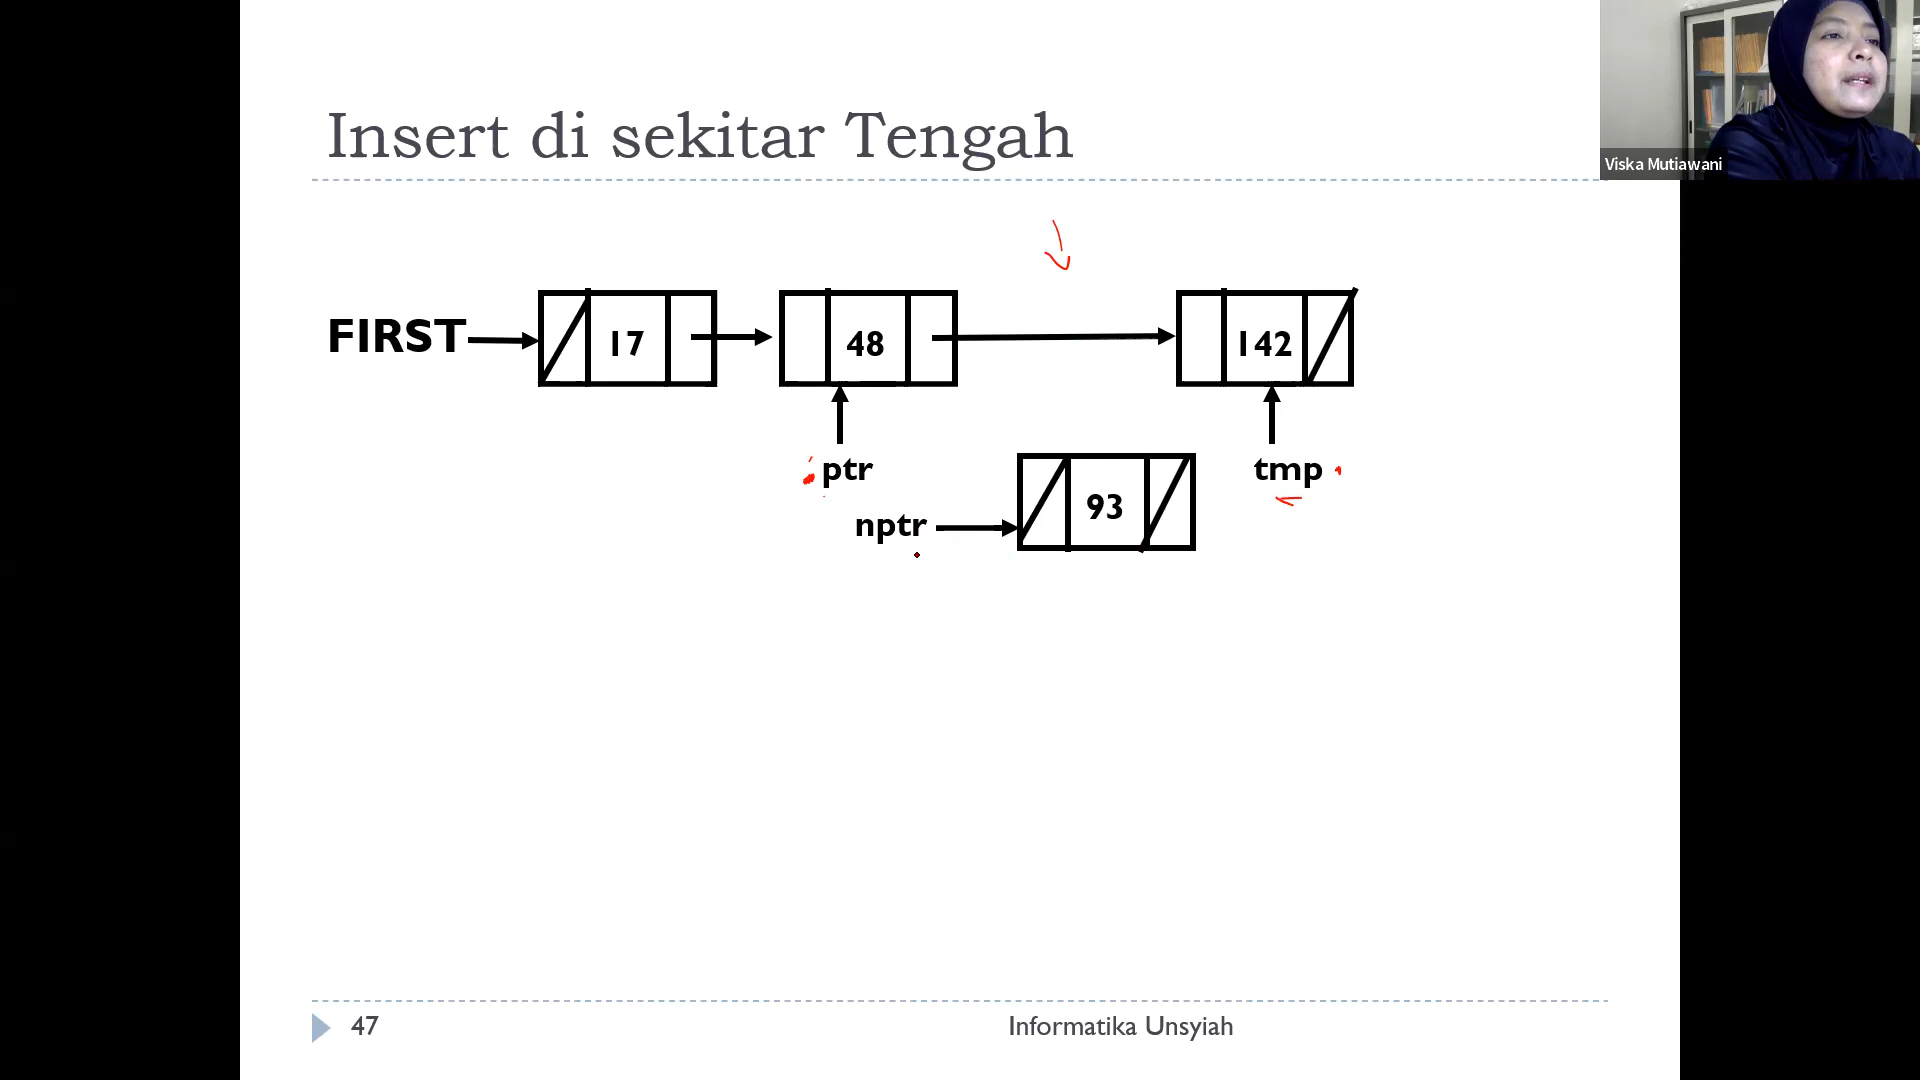 Viska Mutiawani
Insert di sekitar Tengah
FIRST
17
48
142
ptr
tmp
nptr
93
47
Informatika Unsyiah